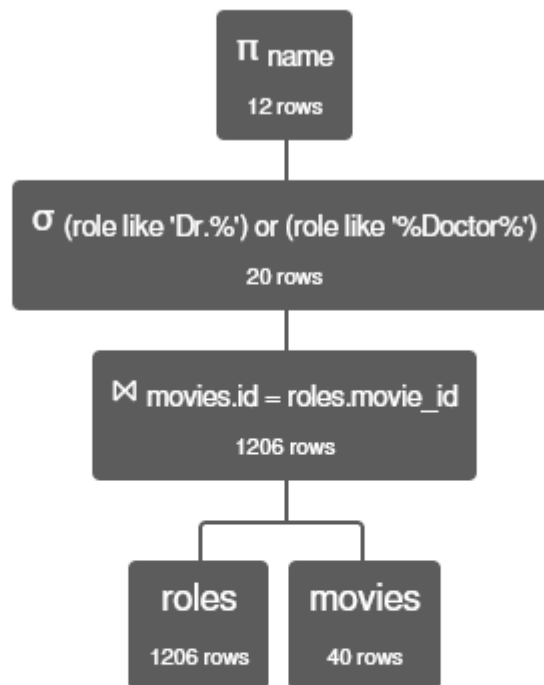 π name
12 rows
σ (role like 'Dr.%') or (role like '%Doctor%')
20 rows
⋈ movies.id = roles.movie_id
1206 rows
roles
1206 rows
movies
40 rows